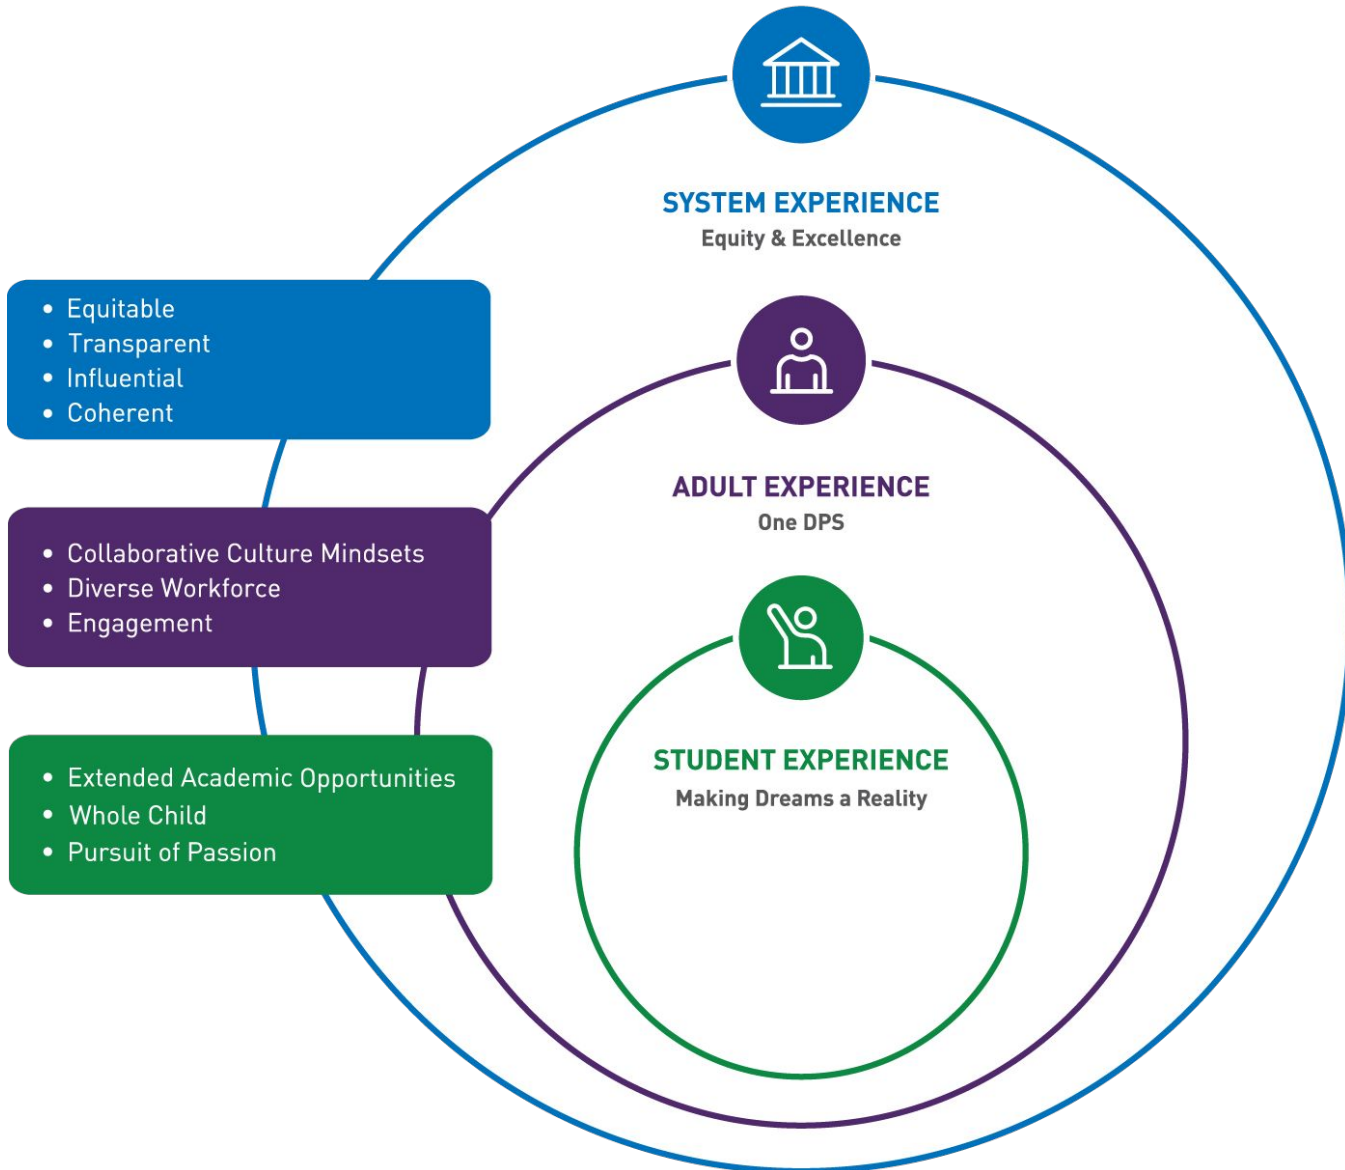 SYSTEM EXPERIENCE
Equity & Excellence
• Equitable
• Transparent
• Influential
• Coherent
ADULT EXPERIENCE
One DPS
• Collaborative Culture Mindsets
• Diverse Workforce
• Engagement
STUDENT EXPERIENCE
Making Dreams a Reality
• Extended Academic Opportunities
• Whole Child
• Pursuit of Passion